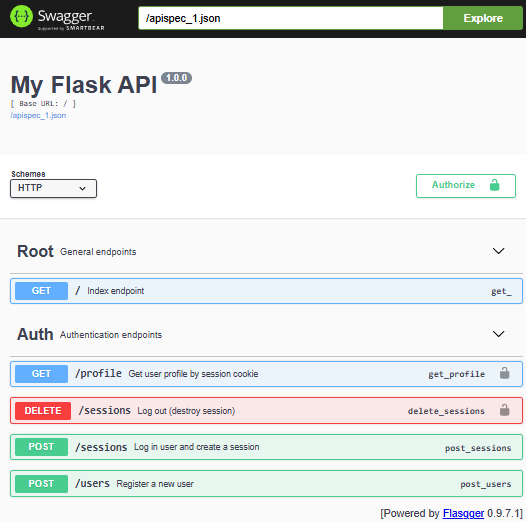 Swagger
Supported by SMARTBEAR
/apispec_1.json
Explore
My Flask API 1.0.0
[ Base URL: / ]
/apispec_1.json
Schemes
HTTP
Authorize
Root General endpoints
GET / Index endpoint get_
Auth Authentication endpoints
GET /profile Get user profile by session cookie get_profile
DELETE /sessions Log out (destroy session) delete_sessions
POST /sessions Log in user and create a session post_sessions
POST /users Register a new user post_users
[Powered by Flasgger 0.9.7.1]